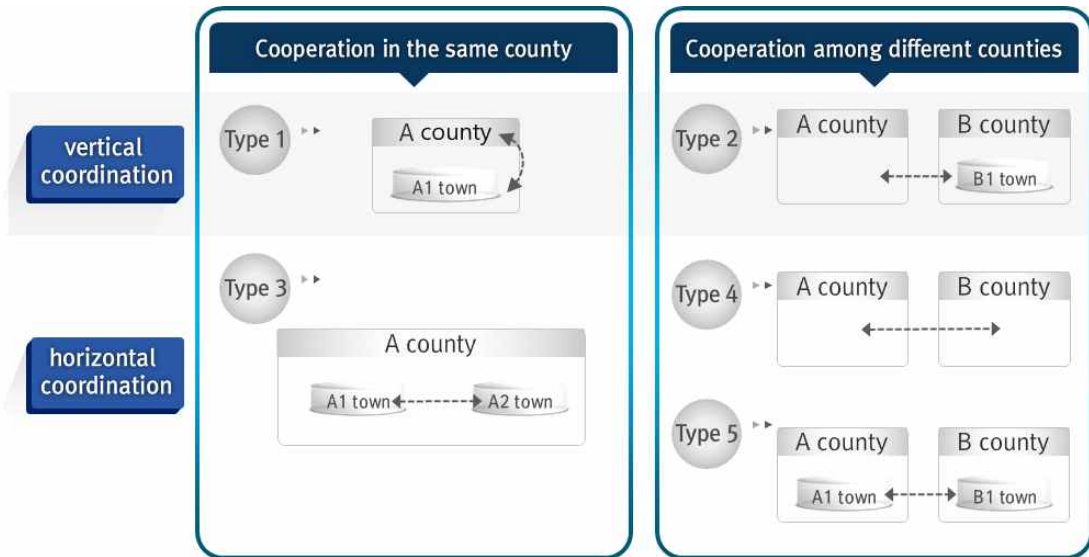 Cooperation in the same county
Cooperation among different counties
vertical
coordination
Type 1
A county
A1 town
Type 2
A county
B county
B1 town
horizontal
coordination
Type 3
A county
A1 town
A2 town
Type 4
A county
B county
Type 5
A county
B county
A1 town
B1 town